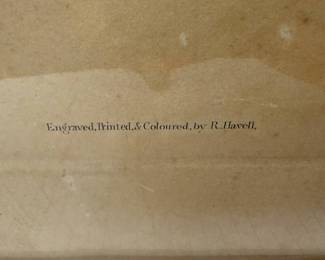 Engraved, Printed, & Coloured, by R. Havell.